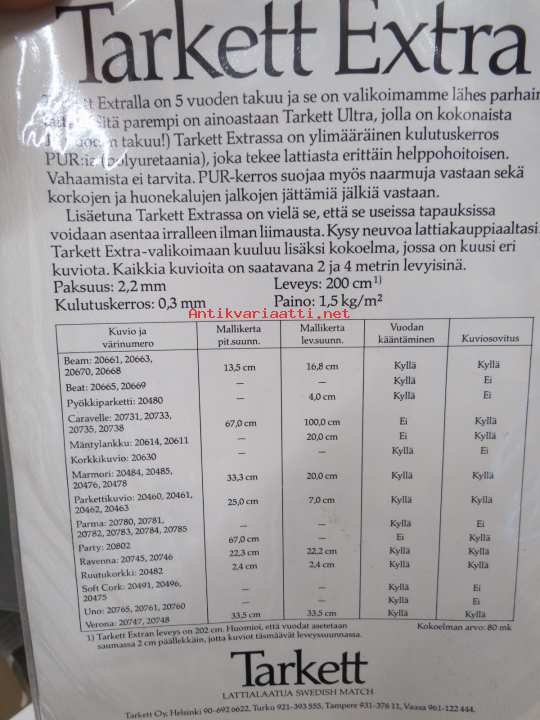 Tarkett Extra
Extralla on 5 vuoden takuu ja se on valikoimamme lähes parhain
Sitä parempi on ainoastaan Tarkett Ultra, jolla on kokonaista
takuu!) Tarkett Extrassa on ylimääräinen kulutuskerros
PUR:ia (polyuretaania), joka tekee lattiasta erittäin helppohoitoisen.
Vahaamista ei tarvita. PUR-kerros suojaa myös naarmuja vastaan sekä
korkojen ja huonekalujen jalkojen jättämiä jälkiä vastaan.
Lisäetuna Tarkett Extrassa on vielä se, että se useissa tapauksissa
voidaan asentaa irralleen ilman liimausta. Kysy neuvoa lattiakauppialtasi.
Tarkett Extra-valikoimaan kuuluu lisäksi kokoelma, jossa on kuusi eri
kuviota. Kaikkia kuvioita on saatavana 2 ja 4 metrin levyisinä.
Paksuus: 2,2 mm Leveys: 200 cm1)
Kulutuskerros: 0,3 mm Paino: 1,5 kg/m²
Antikvariaatti.net
Kuvio ja värinumero Mallikerta pit.suunn. Mallikerta lev.suunn. Vuodan kääntäminen Kuviosovitus
Beam: 20661, 20663,
20670, 20668 13,5 cm 16,8 cm Kyllä Kyllä
Beat: 20665, 20669 — — Kyllä Ei
Pyökkiparketti: 20480 — 4,0 cm Kyllä Ei
Caravelle: 20731, 20733,
20735, 20738 67,0 cm 100,0 cm Ei Kyllä
Mäntylankku: 20614, 20611 — 20,0 cm Ei Kyllä
Korkkikuvio: 20630 — — Kyllä Ei
Marmori: 20484, 20485,
20476, 20478 33,3 cm 20,0 cm Kyllä Kyllä
Parkettikuvio: 20460, 20461,
20462, 20463 25,0 cm 7,0 cm Kyllä Kyllä
Parma: 20780, 20781,
20782, 20783, 20784, 20785 — — Kyllä Ei
Party: 20802 67,0 cm — Ei Kyllä
Ravenna: 20745, 20746 22,3 cm 22,2 cm Kyllä Kyllä
Ruutukorkki: 20482 2,4 cm 2,4 cm Kyllä Kyllä
Soft Cork: 20491, 20496,
20475 — — Kyllä Ei
Uno: 20765, 20761, 20760 — — Kyllä Ei
Verona: 20747, 20748 33,5 cm 33,5 cm Kyllä Kyllä
1) Tarkett Extran leveys on 202 cm. Huomioi, että vuodat asetetaan Kokoelman arvo: 80 mk
saumassa 2 cm päällekkäin, jotta kuviot täsmäävät leveyssuunnassa.
Tarkett
LATTIALAATUA SWEDISH MATCH
Tarkett Oy, Helsinki 90-692 0622, Turku 921-393 555, Tampere 931-376 11, Vaasa 961-122 444.